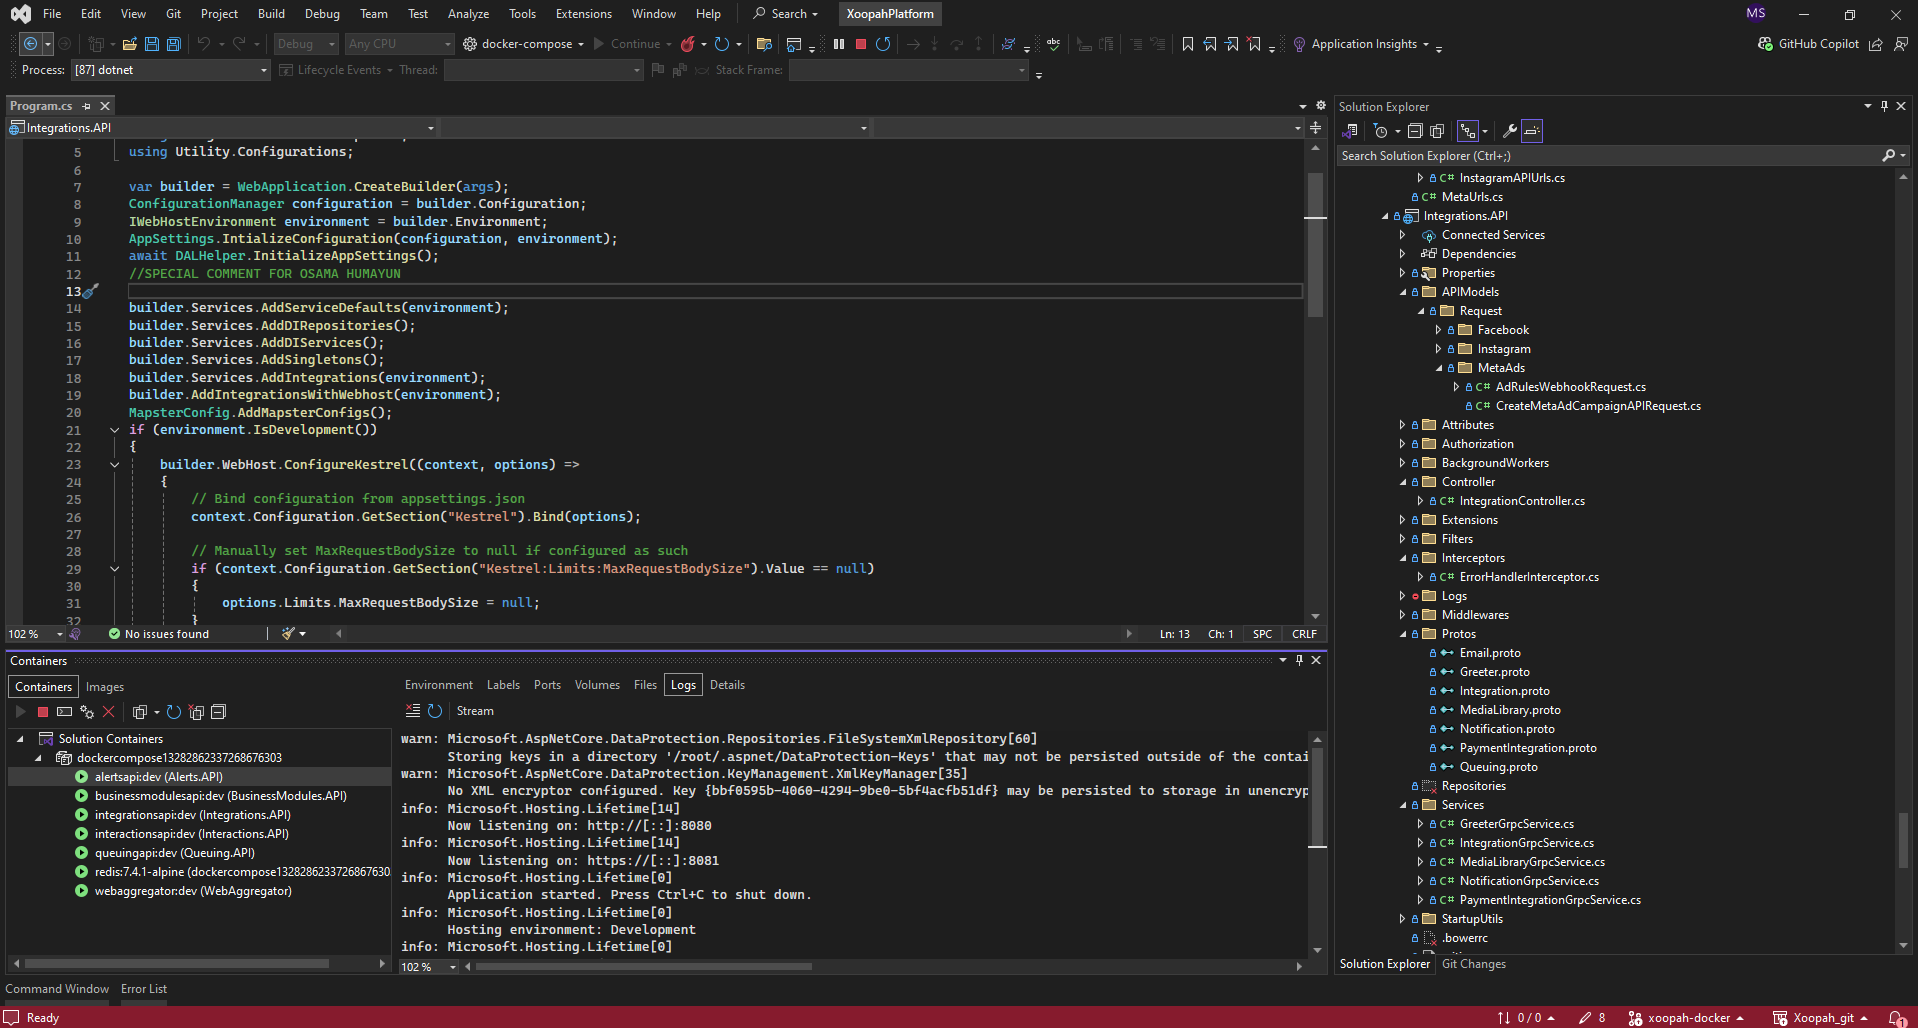 File Edit View Git Project Build Debug Team Test Analyze Tools Extensions Window Help Search XoopahPlatform MS
Debug Any CPU docker-compose Continue abc Application Insights GitHub Copilot
Process: [87] dotnet Lifecycle Events Thread: Stack Frame:
Program.cs
Integrations.API
5 using Utility.Configurations;
6
7 var builder = WebApplication.CreateBuilder(args);
8 ConfigurationManager configuration = builder.Configuration;
9 IWebHostEnvironment environment = builder.Environment;
10 AppSettings.IntializeConfiguration(configuration, environment);
11 await DALHelper.InitializeAppSettings();
12 //SPECIAL COMMENT FOR OSAMA HUMAYUN
13
14 builder.Services.AddServiceDefaults(environment);
15 builder.Services.AddDIRepositories();
16 builder.Services.AddDIServices();
17 builder.Services.AddSingletons();
18 builder.Services.AddIntegrations(environment);
19 builder.AddIntegrationsWithWebhost(environment);
20 MapsterConfig.AddMapsterConfigs();
21 if (environment.IsDevelopment())
22 {
23 builder.WebHost.ConfigureKestrel((context, options) =>
24 {
25 // Bind configuration from appsettings.json
26 context.Configuration.GetSection("Kestrel").Bind(options);
27
28 // Manually set MaxRequestBodySize to null if configured as such
29 if (context.Configuration.GetSection("Kestrel:Limits:MaxRequestBodySize").Value == null)
30 {
31 options.Limits.MaxRequestBodySize = null;
32 }
102 % No issues found Ln: 13 Ch: 1 SPC CRLF
Containers
Containers Images
Solution Containers
dockercompose13282862337268676303
alertsapi:dev (Alerts.API)
businessmodulesapi:dev (BusinessModules.API)
integrationsapi:dev (Integrations.API)
interactionsapi:dev (Interactions.API)
queuingapi:dev (Queuing.API)
redis:7.4.1-alpine (dockercompose1328286233726867630
webaggregator:dev (WebAggregator)
Environment Labels Ports Volumes Files Logs Details
Stream
warn: Microsoft.AspNetCore.DataProtection.Repositories.FileSystemXmlRepository[60]
Storing keys in a directory '/root/.aspnet/DataProtection-Keys' that may not be persisted outside of the contai
warn: Microsoft.AspNetCore.DataProtection.KeyManagement.XmlKeyManager[35]
No XML encryptor configured. Key {bbf0595b-4060-4294-9be0-5bf4acfb51df} may be persisted to storage in unencryp
info: Microsoft.Hosting.Lifetime[14]
Now listening on: http://[::]:8080
info: Microsoft.Hosting.Lifetime[14]
Now listening on: https://[::]:8081
info: Microsoft.Hosting.Lifetime[0]
Application started. Press Ctrl+C to shut down.
info: Microsoft.Hosting.Lifetime[0]
Hosting environment: Development
info: Microsoft.Hosting.Lifetime[0]
102 %
Solution Explorer
Search Solution Explorer (Ctrl+;)
C# InstagramAPIUrls.cs
C# MetaUrls.cs
Integrations.API
Connected Services
Dependencies
Properties
APIModels
Request
Facebook
Instagram
MetaAds
C# AdRulesWebhookRequest.cs
C# CreateMetaAdCampaignAPIRequest.cs
Attributes
Authorization
BackgroundWorkers
Controller
C# IntegrationController.cs
Extensions
Filters
Interceptors
C# ErrorHandlerInterceptor.cs
Logs
Middlewares
Protos
Email.proto
Greeter.proto
Integration.proto
MediaLibrary.proto
Notification.proto
PaymentIntegration.proto
Queuing.proto
Repositories
Services
C# GreeterGrpcService.cs
C# IntegrationGrpcService.cs
C# MediaLibraryGrpcService.cs
C# NotificationGrpcService.cs
C# PaymentIntegrationGrpcService.cs
StartupUtils
.bowerrc
Solution Explorer Git Changes
Command Window Error List
Ready 0 / 0 8 xoopah-docker Xoopah_git 1